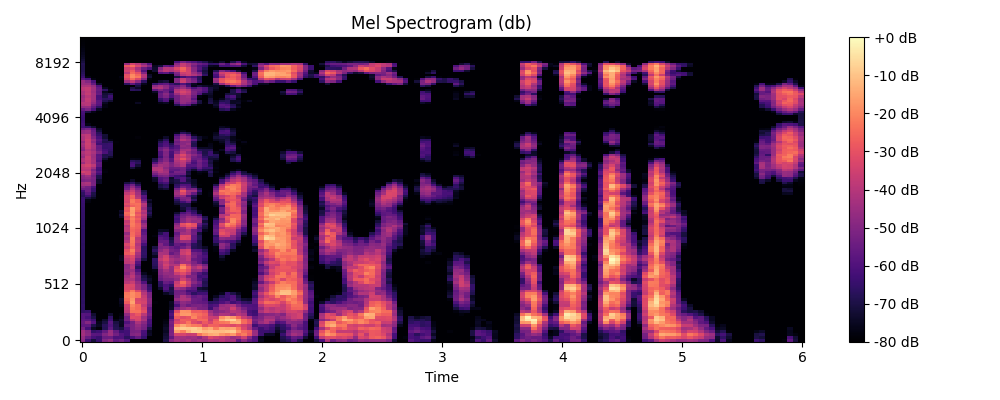 Mel Spectrogram (db)
8192
4096
2048
1024
512
0
Hz
0 1 2 3 4 5 6
Time
+0 dB
-10 dB
-20 dB
-30 dB
-40 dB
-50 dB
-60 dB
-70 dB
-80 dB